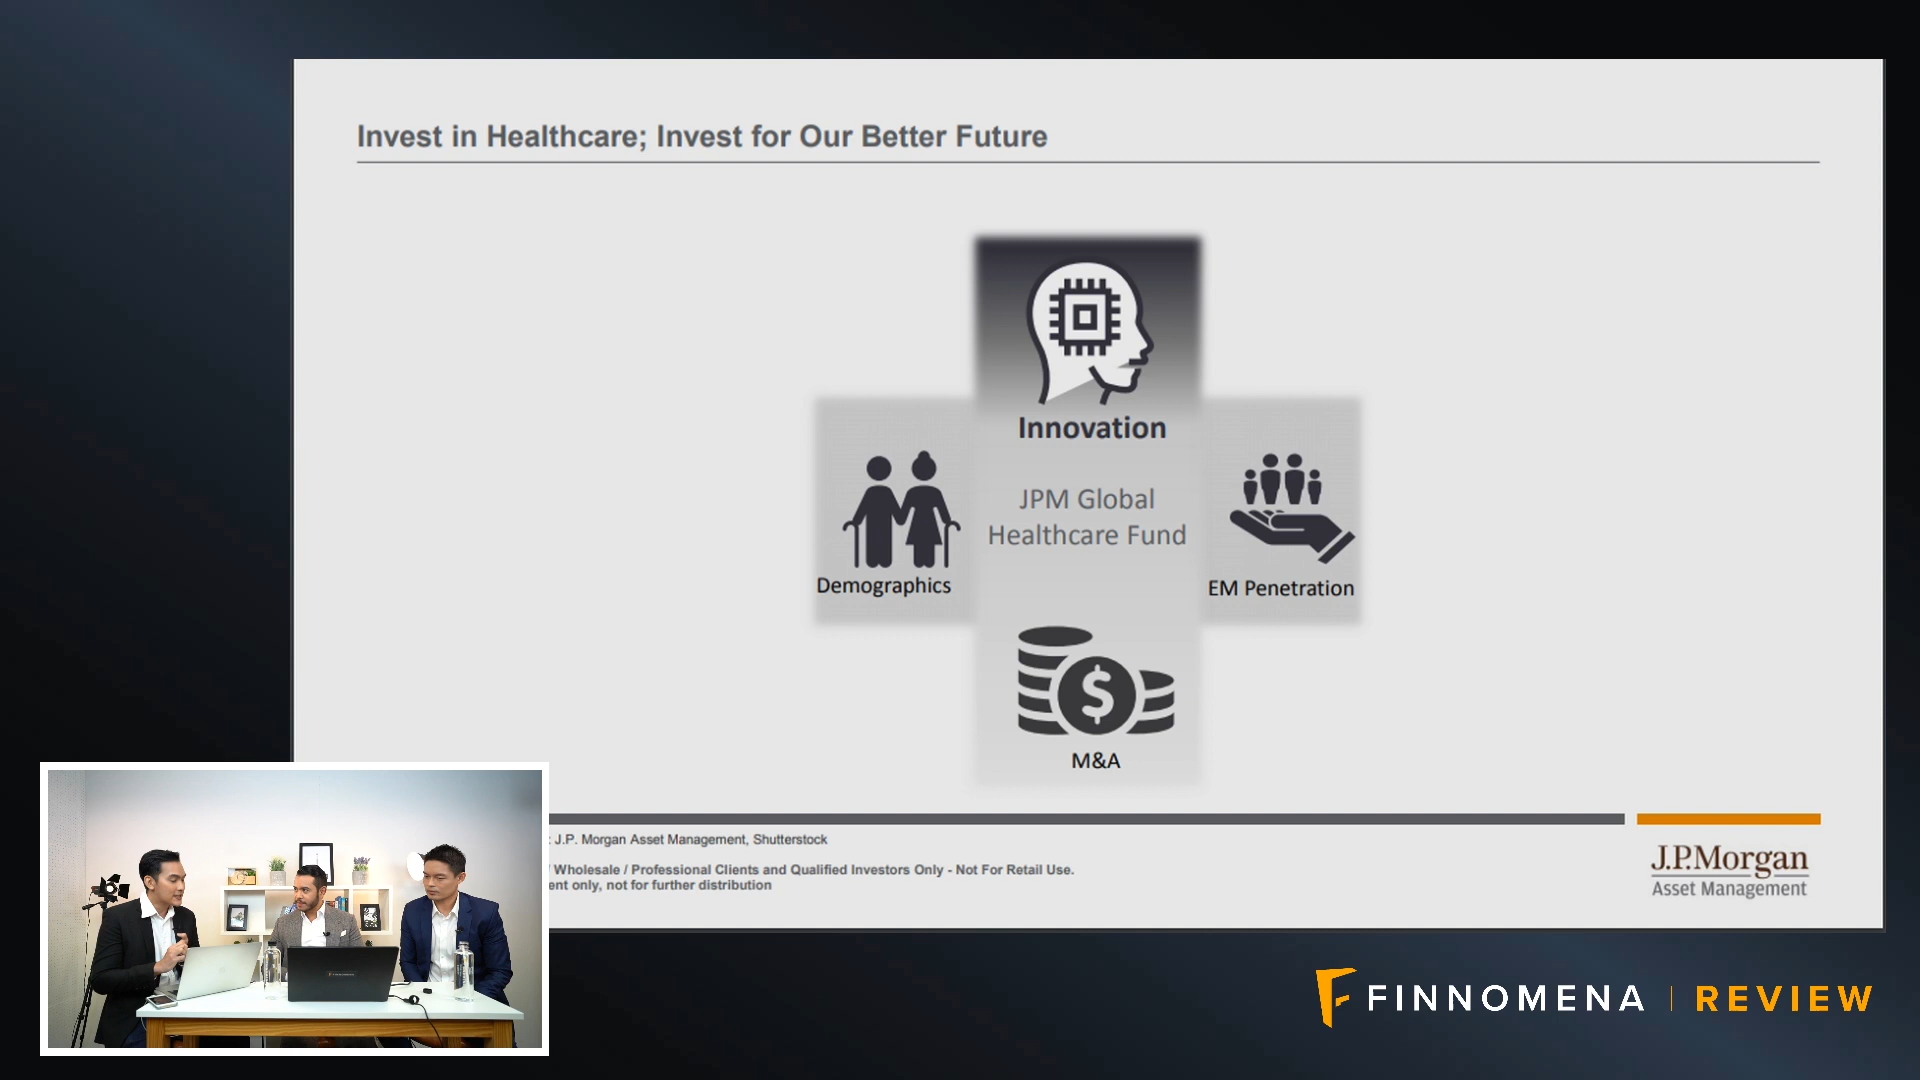 Invest in Healthcare; Invest for Our Better Future
Innovation
JPM Global
Healthcare Fund
Demographics
EM Penetration
M&A
: J.P. Morgan Asset Management, Shutterstock
/ Wholesale / Professional Clients and Qualified Investors Only - Not For Retail Use.
ent only, not for further distribution
J.P.Morgan
Asset Management
FINNOMENA | REVIEW